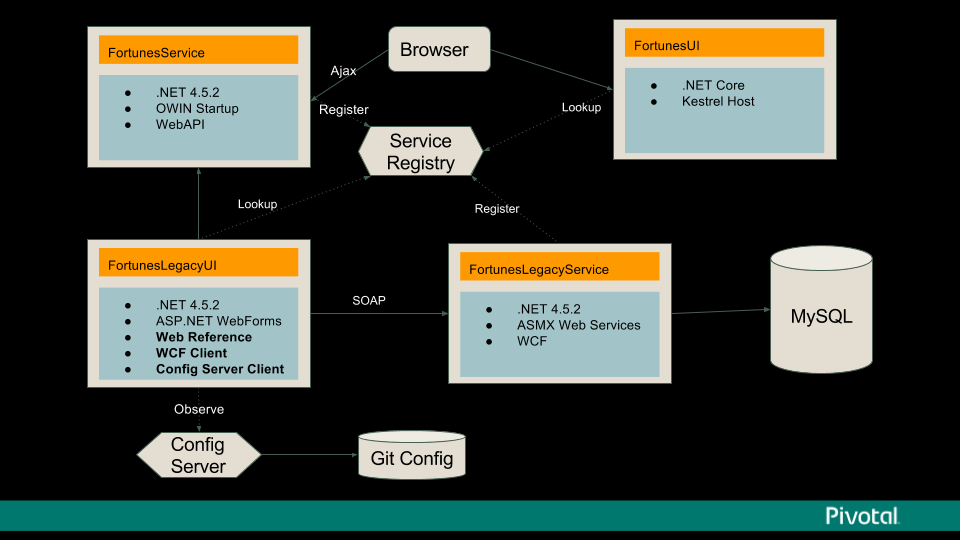 FortunesService
● .NET 4.5.2
● OWIN Startup
● WebAPI
Browser
FortunesUI
● .NET Core
● Kestrel Host
Ajax
Register
Lookup
Service
Registry
Lookup
Register
FortunesLegacyUI
● .NET 4.5.2
● ASP.NET WebForms
● Web Reference
● WCF Client
● Config Server Client
SOAP
FortunesLegacyService
● .NET 4.5.2
● ASMX Web Services
● WCF
MySQL
Observe
Config
Server
Git Config
Pivotal